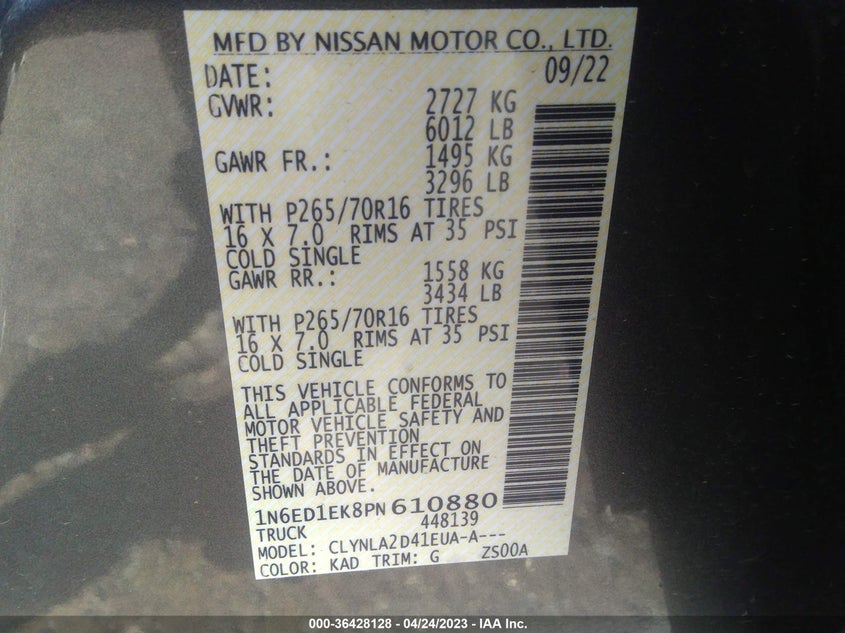 MFD BY NISSAN MOTOR CO., LTD.
DATE: 09/22
GVWR: 2727 KG
6012 LB
GAWR FR.: 1495 KG
3296 LB
WITH P265/70R16 TIRES
16 X 7.0 RIMS AT 35 PSI
COLD SINGLE
GAWR RR.: 1558 KG
3434 LB
WITH P265/70R16 TIRES
16 X 7.0 RIMS AT 35 PSI
COLD SINGLE
THIS VEHICLE CONFORMS TO
ALL APPLICABLE FEDERAL
MOTOR VEHICLE SAFETY AND
THEFT PREVENTION
STANDARDS IN EFFECT ON
THE DATE OF MANUFACTURE
SHOWN ABOVE.
1N6ED1EK8PN 610880
TRUCK 448139
MODEL: CLYNLA2D41EUA-A---
COLOR: KAD TRIM: G ZS00A
000-36428128 - 04/24/2023 - IAA Inc.